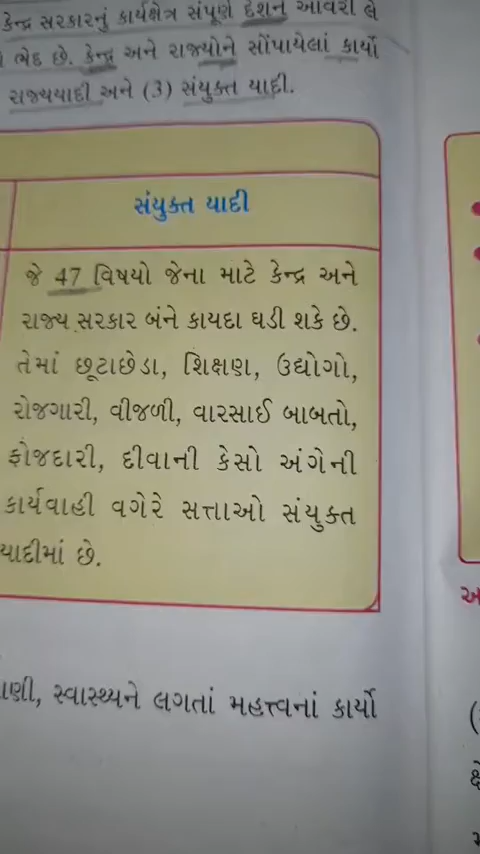 કેન્દ્ર સરકારનું કાર્યક્ષેત્ર સંપૂર્ણ દેશને આવરી લે
ભેદ છે. કેન્દ્ર અને રાજ્યોને સોંપાયેલાં કાર્યો
રાજ્યયાદી અને (3) સંયુક્ત યાદી.
સંયુક્ત યાદી
જે 47 વિષયો જેના માટે કેન્દ્ર અને
રાજ્ય સરકાર બંને કાયદા ઘડી શકે છે.
તેમાં છૂટાછેડા, શિક્ષણ, ઉદ્યોગો,
રોજગારી, વીજળી, વારસાઈ બાબતો,
ફોજદારી, દીવાની કેસો અંગેની
કાર્યવાહી વગેરે સત્તાઓ સંયુક્ત
યાદીમાં છે.
સ્વાસ્થ્યને લગતાં મહત્ત્વનાં કાર્યો